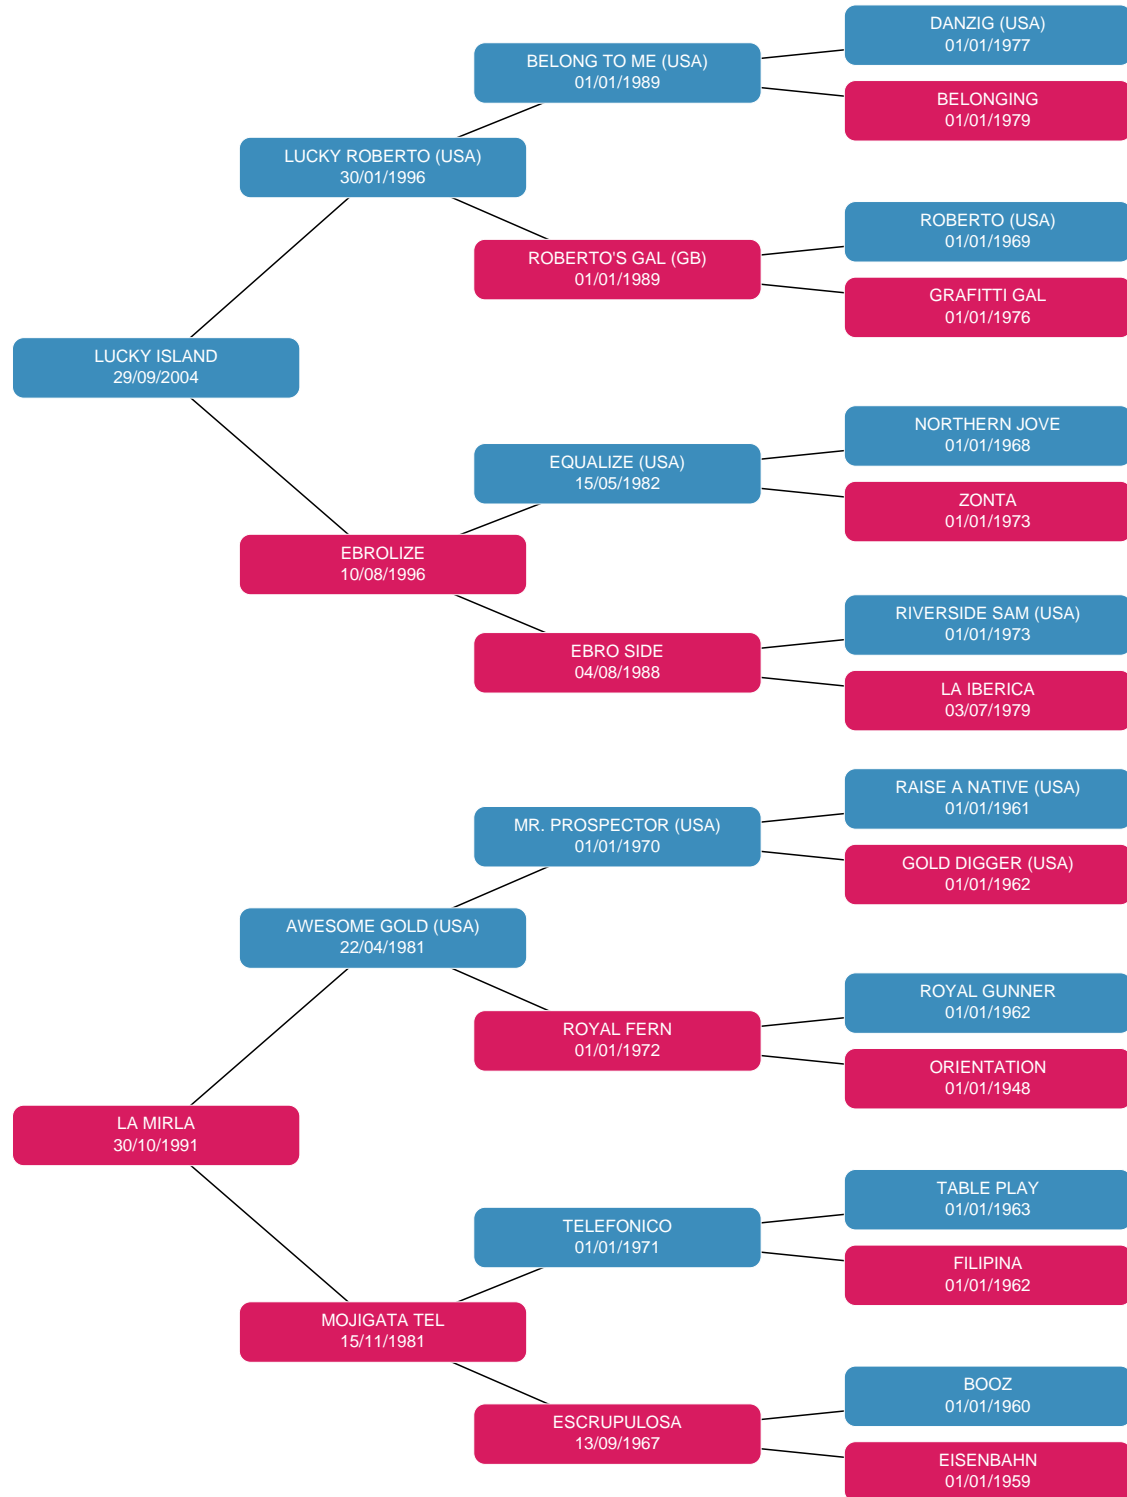 DANZIG (USA)
01/01/1977
BELONG TO ME (USA)
01/01/1989
BELONGING
01/01/1979
LUCKY ROBERTO (USA)
30/01/1996
ROBERTO (USA)
01/01/1969
ROBERTO'S GAL (GB)
01/01/1989
GRAFITTI GAL
01/01/1976
LUCKY ISLAND
29/09/2004
NORTHERN JOVE
01/01/1968
EQUALIZE (USA)
15/05/1982
ZONTA
01/01/1973
EBROLIZE
10/08/1996
RIVERSIDE SAM (USA)
01/01/1973
EBRO SIDE
04/08/1988
LA IBERICA
03/07/1979
RAISE A NATIVE (USA)
01/01/1961
MR. PROSPECTOR (USA)
01/01/1970
GOLD DIGGER (USA)
01/01/1962
AWESOME GOLD (USA)
22/04/1981
ROYAL GUNNER
01/01/1962
ROYAL FERN
01/01/1972
ORIENTATION
01/01/1948
LA MIRLA
30/10/1991
TABLE PLAY
01/01/1963
TELEFONICO
01/01/1971
FILIPINA
01/01/1962
MOJIGATA TEL
15/11/1981
BOOZ
01/01/1960
ESCRUPULOSA
13/09/1967
EISENBAHN
01/01/1959